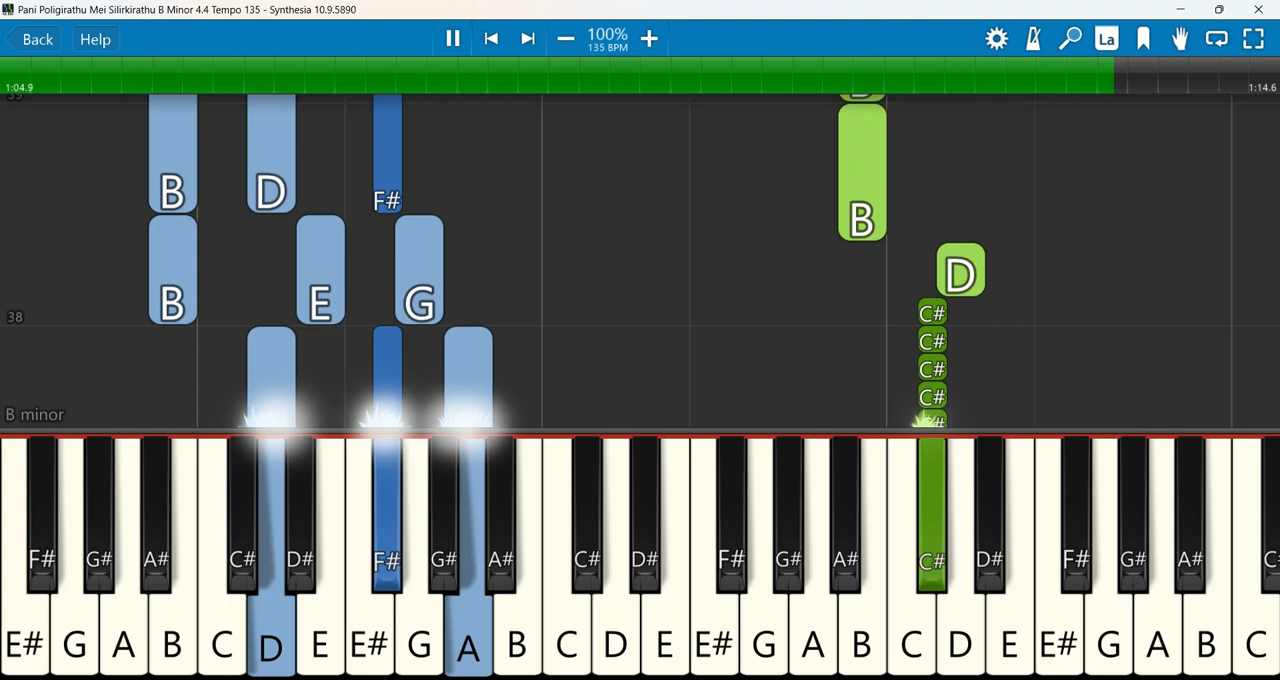 Pani Poligirathu Mei Silirkirathu B Minor 4.4 Tempo 135 - Synthesia 10.9.5890
Back Help 100% La
135 BPM
1:04.9 1:14.6
39
B D F# B
B E G D
38 C#
C#
C#
B minor C#
F# G# A# C# D# F# G# A# C# D# F# G# A# C# D# F# G# A#
E# G A B C D E E# G A B C D E E# G A B C D E E# G A B C